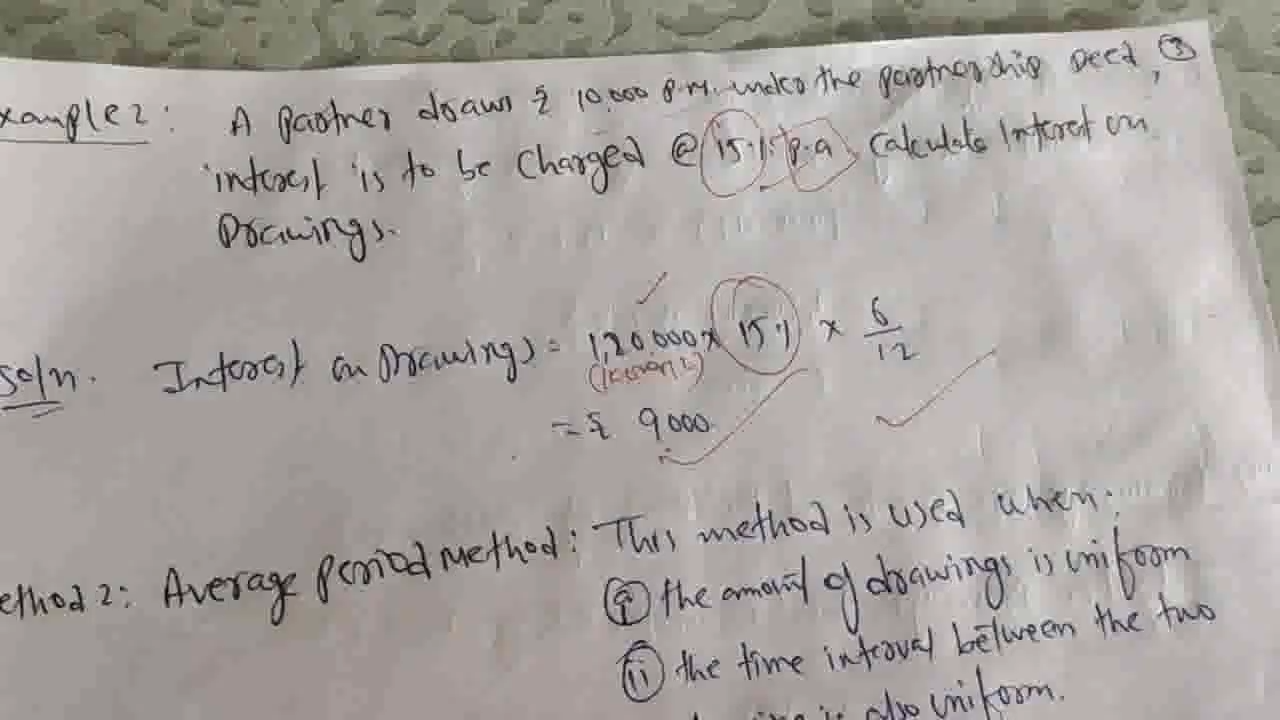 xample 2: A partner draws ₹ 10,000 p.m. under the partnership Deed, ③
interest is to be charged @ 15% p.a Calculate Interest on
Drawings.
Soln. Interest on Drawings = 1,20,000 x 15% x 6/12
= ₹ 9000.
ethod 2: Average period Method: This method is used when:
(i) the amount of drawings is uniform
(ii) the time interval between the two
is also uniform.